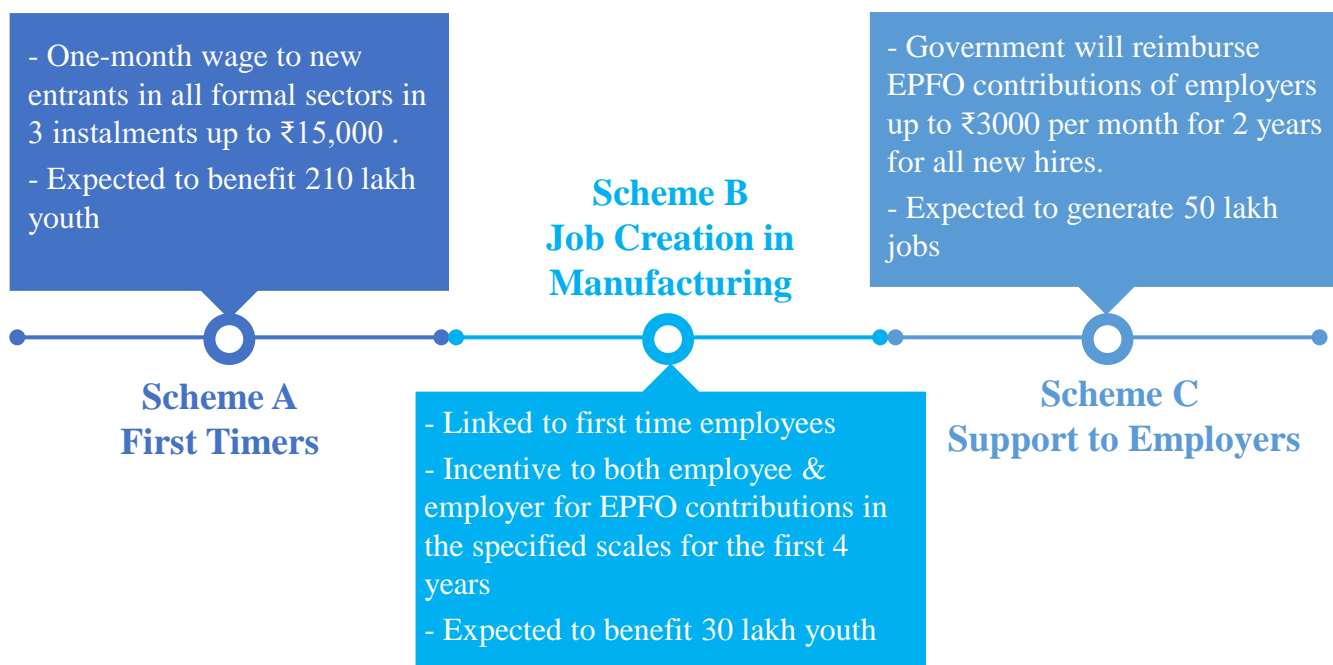 - One-month wage to new
entrants in all formal sectors in
3 instalments up to ₹15,000 .
- Expected to benefit 210 lakh
youth
Scheme A
First Timers
Scheme B
Job Creation in
Manufacturing
- Linked to first time employees
- Incentive to both employee &
employer for EPFO contributions in
the specified scales for the first 4
years
- Expected to benefit 30 lakh youth
- Government will reimburse
EPFO contributions of employers
up to ₹3000 per month for 2 years
for all new hires.
- Expected to generate 50 lakh
jobs
Scheme C
Support to Employers